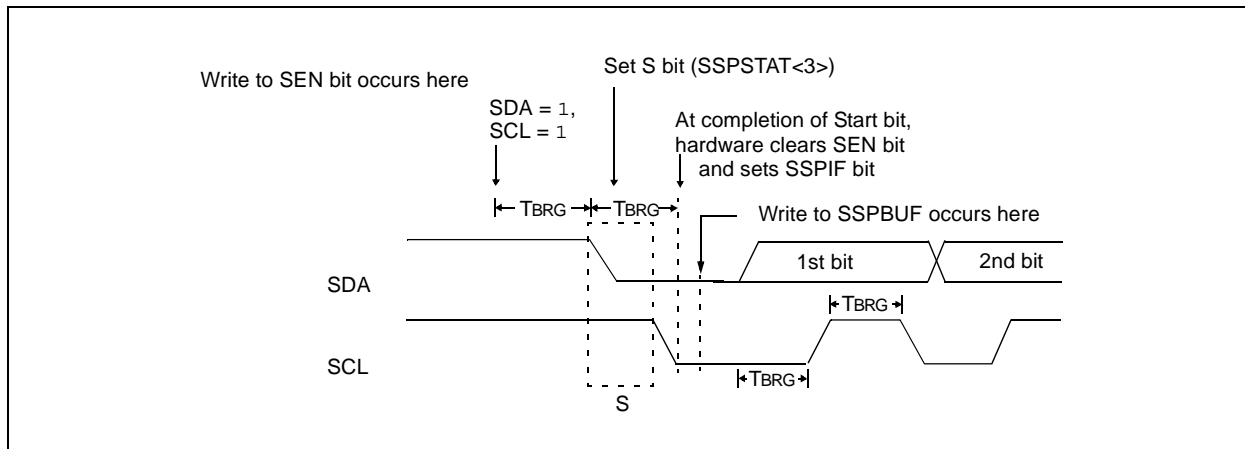 Set S bit (SSPSTAT<3>)
Write to SEN bit occurs here
SDA = 1,
SCL = 1
At completion of Start bit,
hardware clears SEN bit
and sets SSPIF bit
TBRG
TBRG
Write to SSPBUF occurs here
1st bit
2nd bit
SDA
TBRG
SCL
TBRG
S